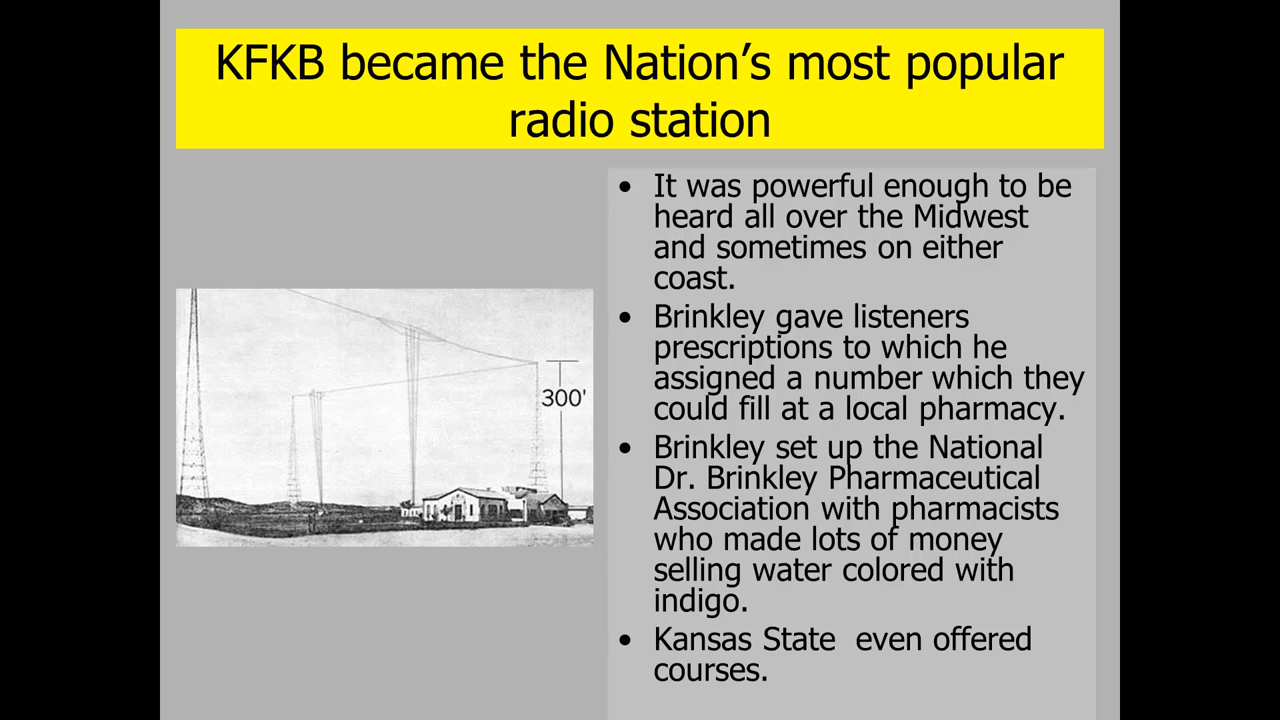 KFKB became the Nation’s most popular
radio station
• It was powerful enough to be
heard all over the Midwest
and sometimes on either
coast.
• Brinkley gave listeners
prescriptions to which he
assigned a number which they
could fill at a local pharmacy.
• Brinkley set up the National
Dr. Brinkley Pharmaceutical
Association with pharmacists
who made lots of money
selling water colored with
indigo.
• Kansas State  even offered
courses.
300'